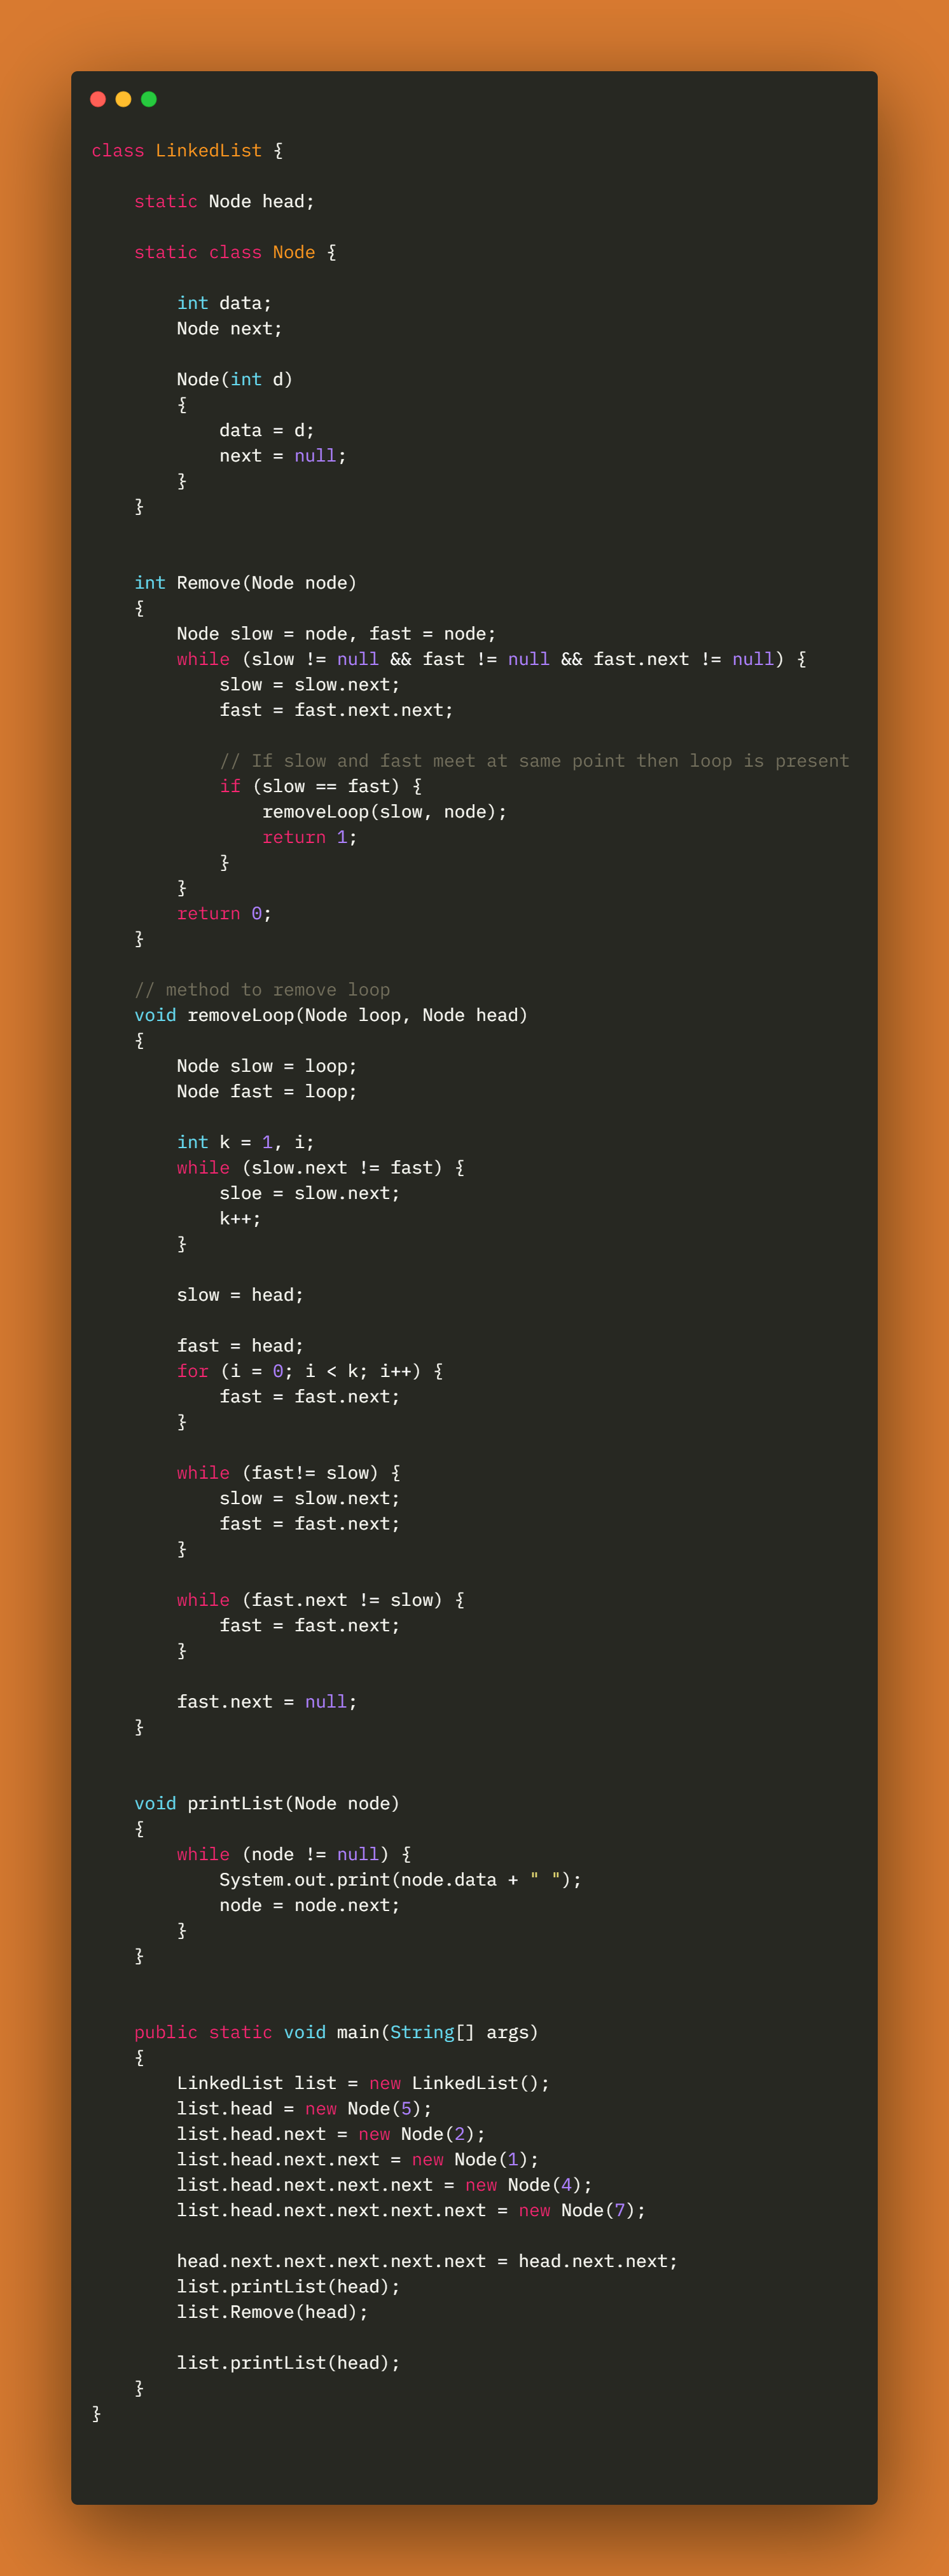 class LinkedList {
    static Node head;
    static class Node {
        int data;
        Node next;
        Node(int d)
        {
            data = d;
            next = null;
        }
    }
    int Remove(Node node)
    {
        Node slow = node, fast = node;
        while (slow != null && fast != null && fast.next != null) {
            slow = slow.next;
            fast = fast.next.next;
            // If slow and fast meet at same point then loop is present
            if (slow == fast) {
                removeLoop(slow, node);
                return 1;
            }
        }
        return 0;
    }
    // method to remove loop
    void removeLoop(Node loop, Node head)
    {
        Node slow = loop;
        Node fast = loop;
        int k = 1, i;
        while (slow.next != fast) {
            sloe = slow.next;
            k++;
        }
        slow = head;
        fast = head;
        for (i = 0; i < k; i++) {
            fast = fast.next;
        }
        while (fast!= slow) {
            slow = slow.next;
            fast = fast.next;
        }
        while (fast.next != slow) {
            fast = fast.next;
        }
        fast.next = null;
    }
    void printList(Node node)
    {
        while (node != null) {
            System.out.print(node.data + " ");
            node = node.next;
        }
    }
    public static void main(String[] args)
    {
        LinkedList list = new LinkedList();
        list.head = new Node(5);
        list.head.next = new Node(2);
        list.head.next.next = new Node(1);
        list.head.next.next.next = new Node(4);
        list.head.next.next.next.next = new Node(7);
        head.next.next.next.next.next = head.next.next;
        list.printList(head);
        list.Remove(head);
        list.printList(head);
    }
}